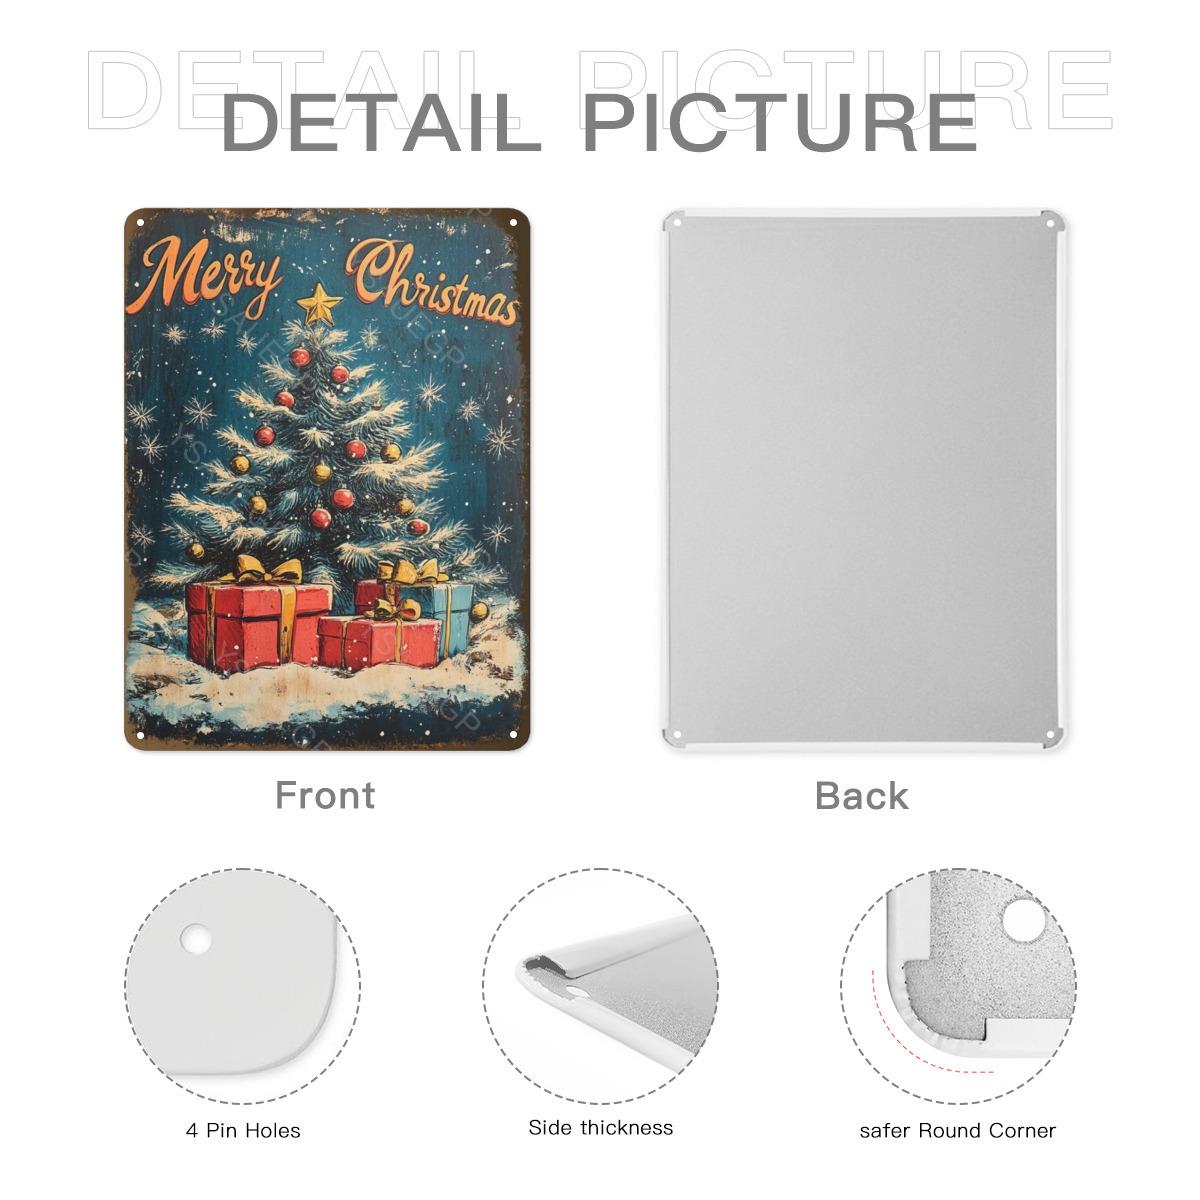 DETAIL PICTURE
DETAIL PICTURE
Merry Christmas
Front
Back
4 Pin Holes
Side thickness
safer Round Corner